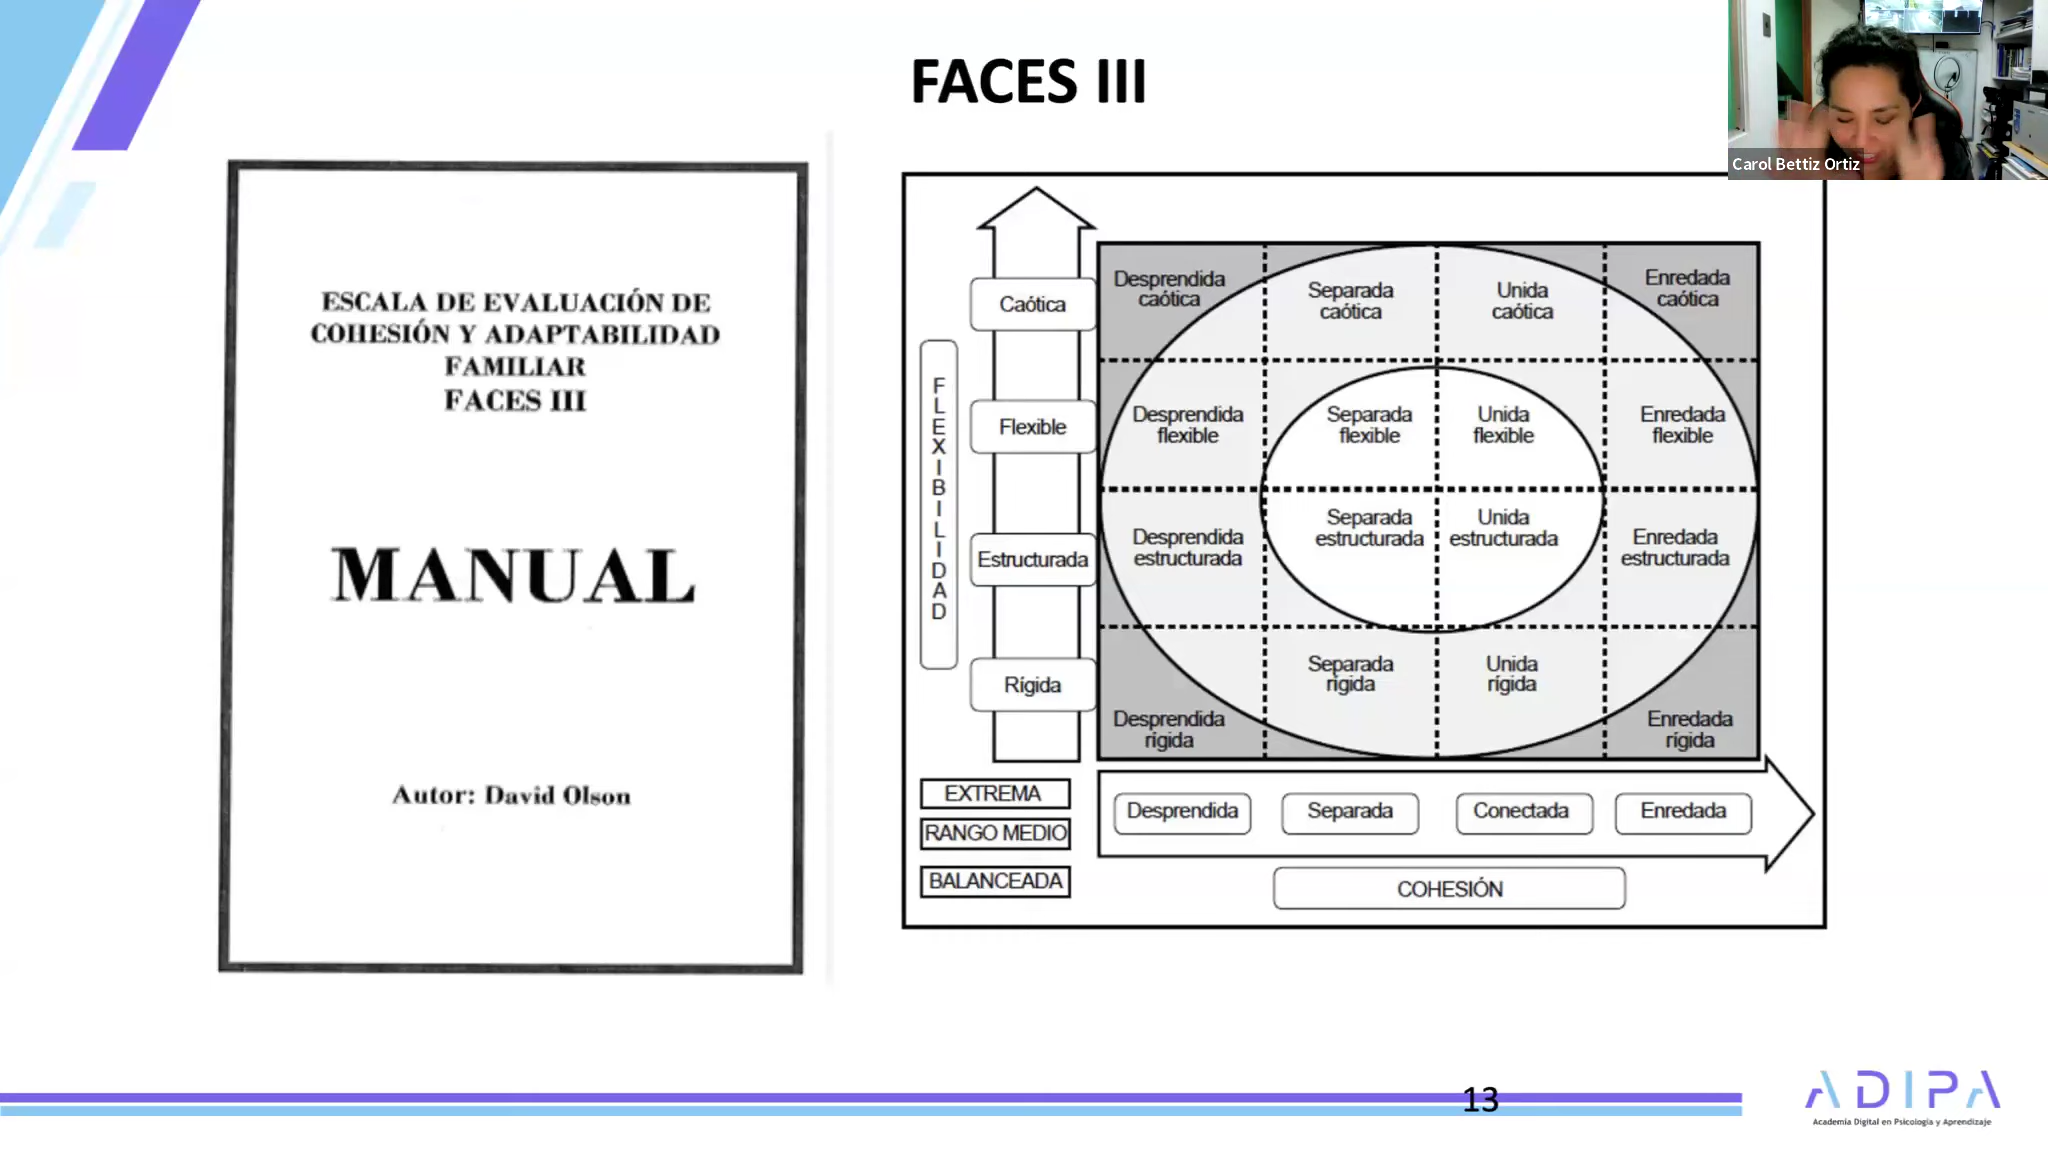 FACES III
Carol Bettiz Ortiz
ESCALA DE EVALUACIÓN DE
COHESIÓN Y ADAPTABILIDAD
FAMILIAR
FACES III
MANUAL
Autor: David Olson
FLEXIBILIDAD
Caótica
Flexible
Estructurada
Rígida
Desprendida
caótica
Separada
caótica
Unida
caótica
Enredada
caótica
Desprendida
flexible
Separada
flexible
Unida
flexible
Enredada
flexible
Desprendida
estructurada
Separada
estructurada
Unida
estructurada
Enredada
estructurada
Desprendida
rígida
Separada
rígida
Unida
rígida
Enredada
rígida
EXTREMA
RANGO MEDIO
BALANCEADA
Desprendida
Separada
Conectada
Enredada
COHESIÓN
13
ADIPA
Academia Digital en Psicología y Aprendizaje